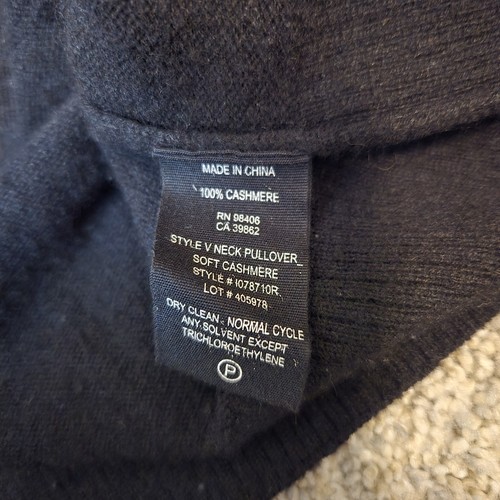 MADE IN CHINA
100% CASHMERE
RN 98406
CA 39862
STYLE V NECK PULLOVER_
SOFT CASHMERE
STYLE # I078710R
LOT # 405978
DRY CLEAN - NORMAL CYCLE
ANY SOLVENT EXCEPT
TRICHLOROETHYLENE
P